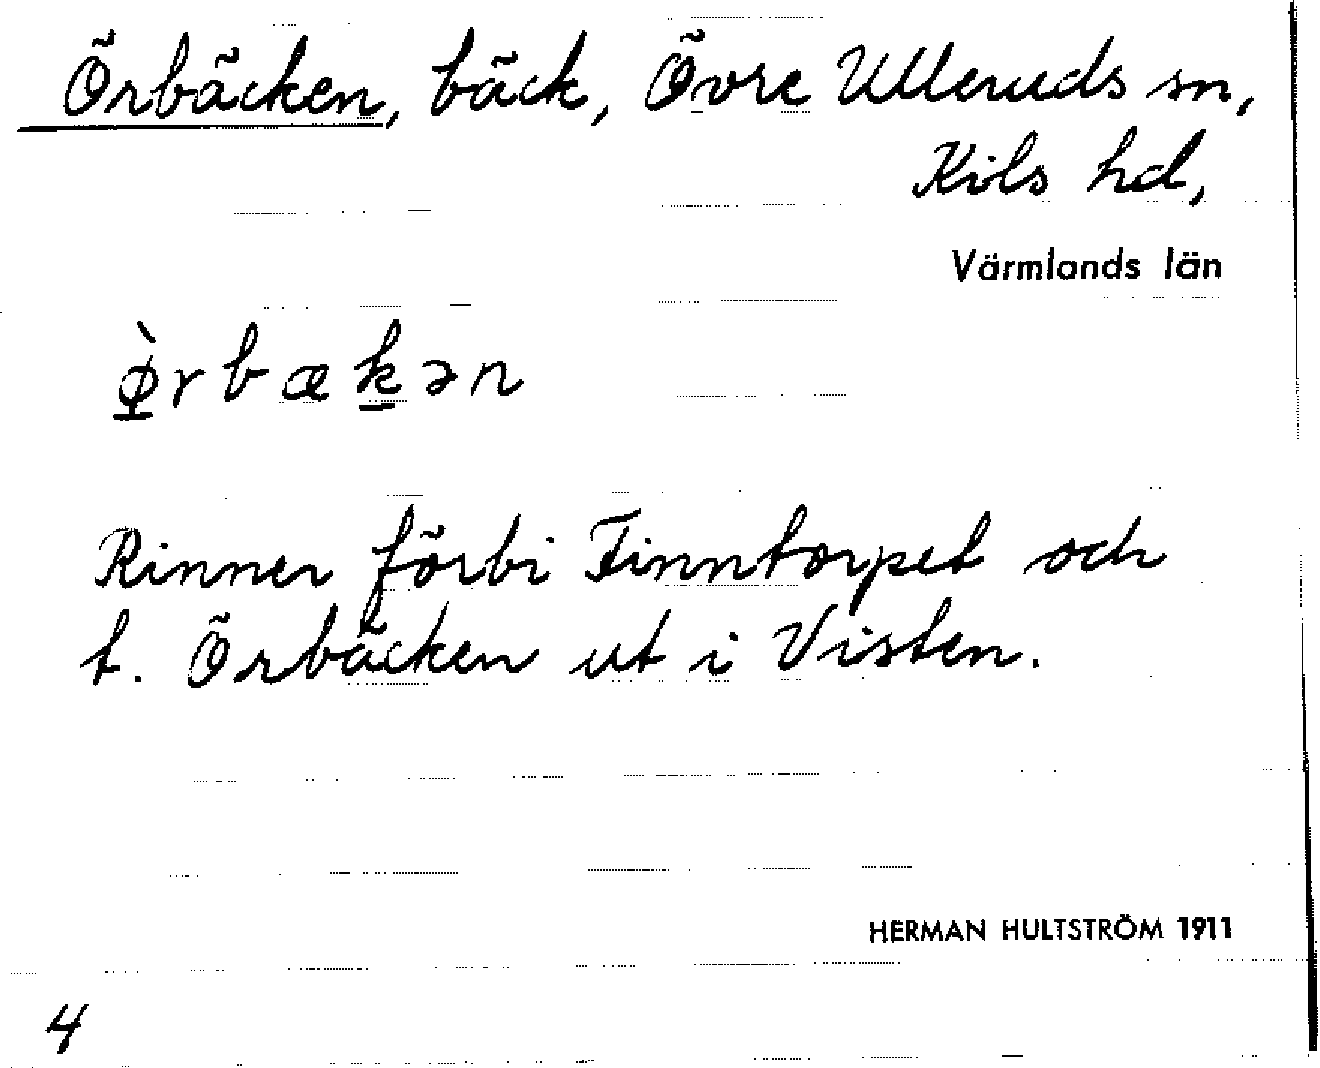 Örbäcken, bäck, Övre Ulleruds sn,
Kils hd,
Värmlands län
ø̀rbækən
Rinner förbi Finntorpet och
t. Örbäcken ut i Visten.
HERMAN HULTSTRÖM 1911
4